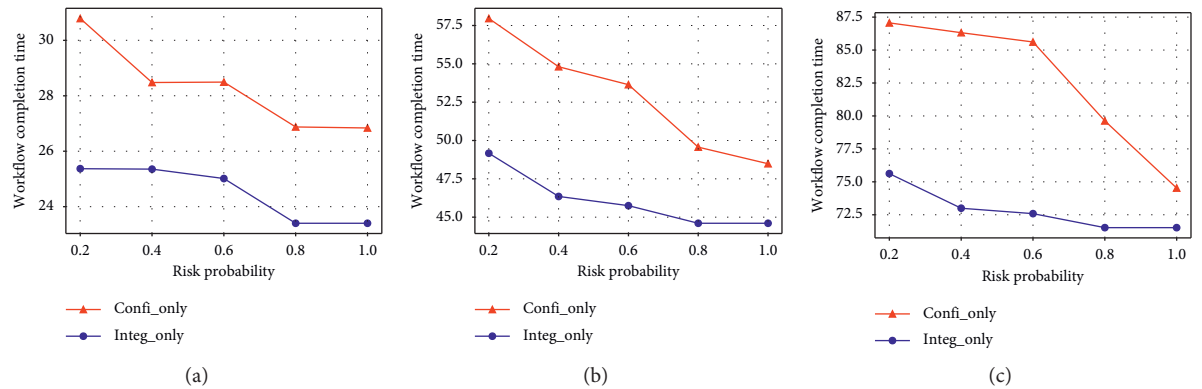 Workflow completion time
30
28
26
24
0.2 0.4 0.6 0.8 1.0
Risk probability
Confi_only
Integ_only
(a)
Workflow completion time
57.5
55.0
52.5
50.0
47.5
45.0
0.2 0.4 0.6 0.8 1.0
Risk probability
Confi_only
Integ_only
(b)
Workflow completion time
87.5
85.0
82.5
80.0
77.5
75.0
72.5
0.2 0.4 0.6 0.8 1.0
Risk probability
Confi_only
Integ_only
(c)